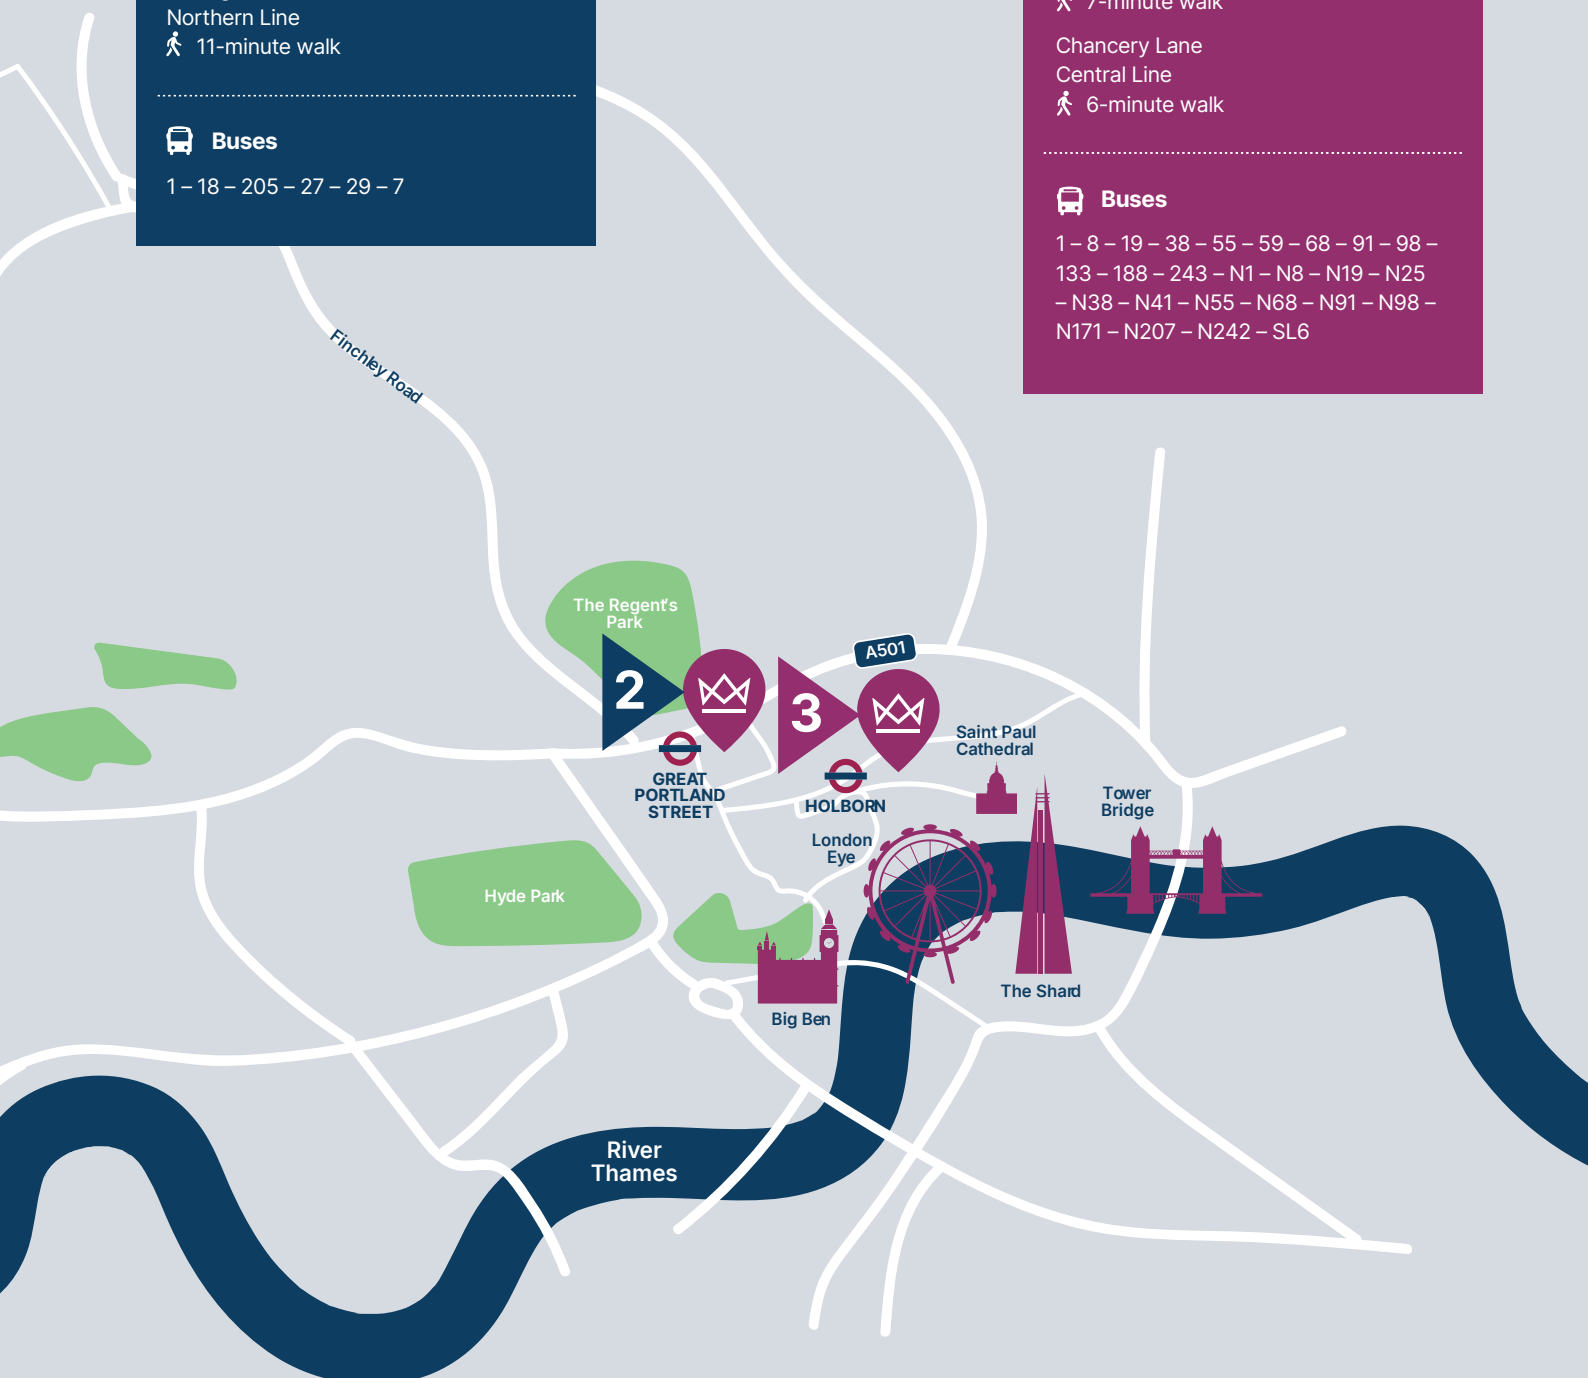 Northern Line
11-minute walk
Buses
1 – 18 – 205 – 27 – 29 – 7
7-minute walk
Chancery Lane
Central Line
6-minute walk
Buses
1 – 8 – 19 – 38 – 55 – 59 – 68 – 91 – 98 –
133 – 188 – 243 – N1 – N8 – N19 – N25
– N38 – N41 – N55 – N68 – N91 – N98 –
N171 – N207 – N242 – SL6
Finchley Road
The Regent's
Park
A501
2
3
Saint Paul
Cathedral
GREAT
PORTLAND
STREET
HOLBORN
Tower
Bridge
London
Eye
Hyde Park
The Shard
Big Ben
River
Thames